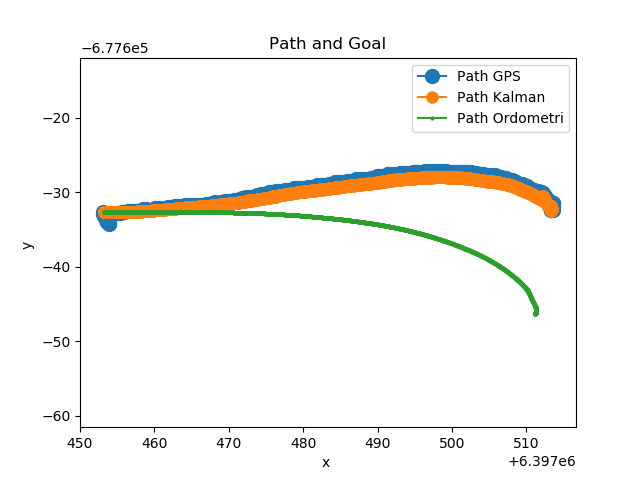 Path and Goal
−6.776e5
Path GPS
Path Kalman
Path Ordometri
−20
−30
−40
−50
−60
y
450 460 470 480 490 500 510
x
+6.397e6